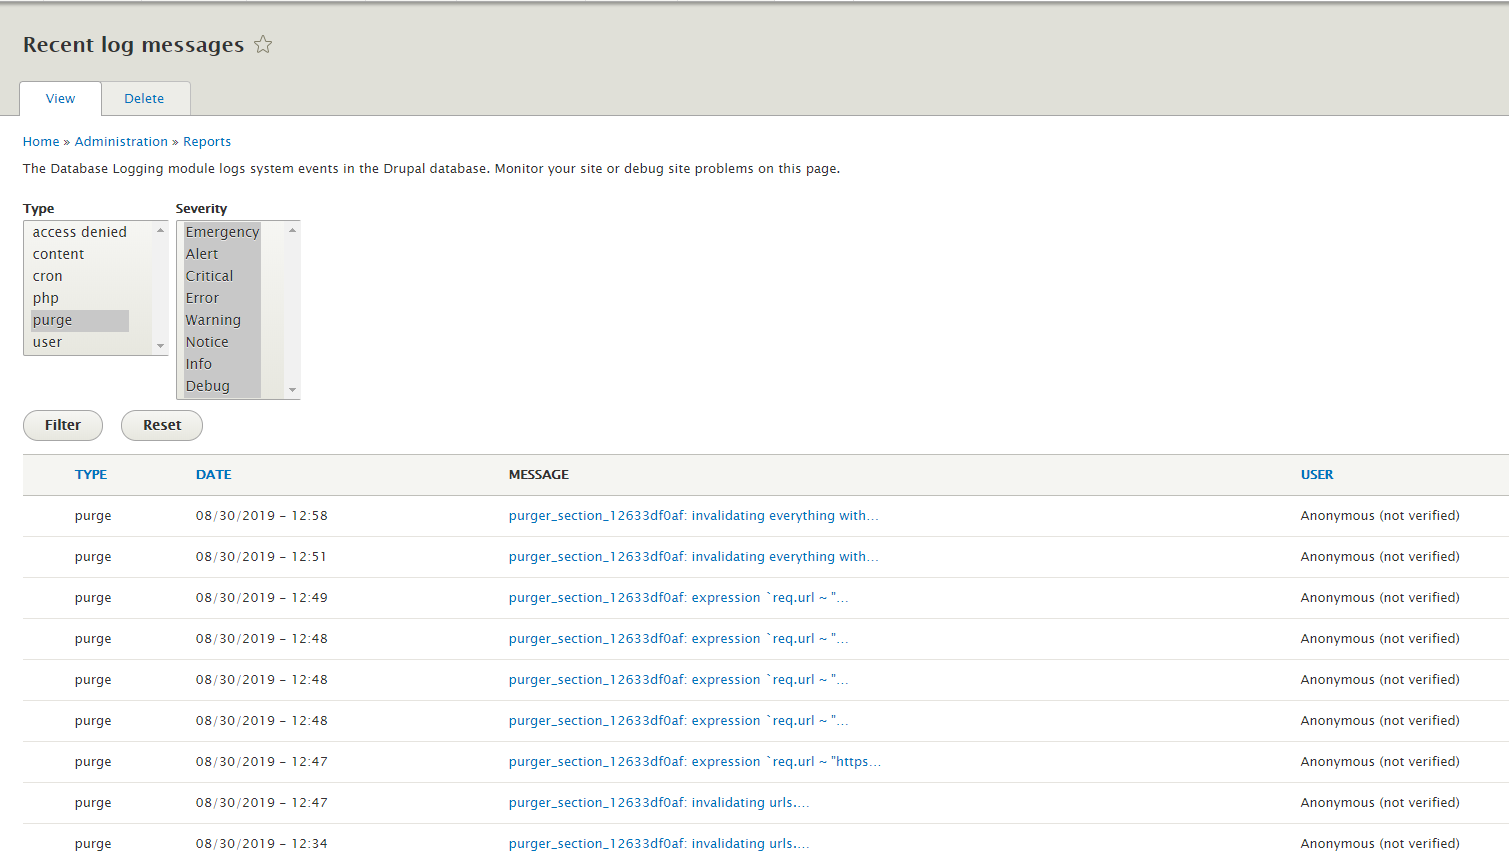 Recent log messages
View Delete
Home » Administration » Reports
The Database Logging module logs system events in the Drupal database. Monitor your site or debug site problems on this page.
Type Severity
access denied Emergency
content Alert
cron Critical
php Error
purge Warning
user Notice
Info
Debug
Filter Reset
TYPE DATE MESSAGE USER
purge 08/30/2019 - 12:58 purger_section_12633df0af: invalidating everything with… Anonymous (not verified)
purge 08/30/2019 - 12:51 purger_section_12633df0af: invalidating everything with… Anonymous (not verified)
purge 08/30/2019 - 12:49 purger_section_12633df0af: expression `req.url ~ "… Anonymous (not verified)
purge 08/30/2019 - 12:48 purger_section_12633df0af: expression `req.url ~ "… Anonymous (not verified)
purge 08/30/2019 - 12:48 purger_section_12633df0af: expression `req.url ~ "… Anonymous (not verified)
purge 08/30/2019 - 12:48 purger_section_12633df0af: expression `req.url ~ "… Anonymous (not verified)
purge 08/30/2019 - 12:47 purger_section_12633df0af: expression `req.url ~ "https… Anonymous (not verified)
purge 08/30/2019 - 12:47 purger_section_12633df0af: invalidating urls.… Anonymous (not verified)
purge 08/30/2019 - 12:34 purger_section_12633df0af: invalidating urls.… Anonymous (not verified)